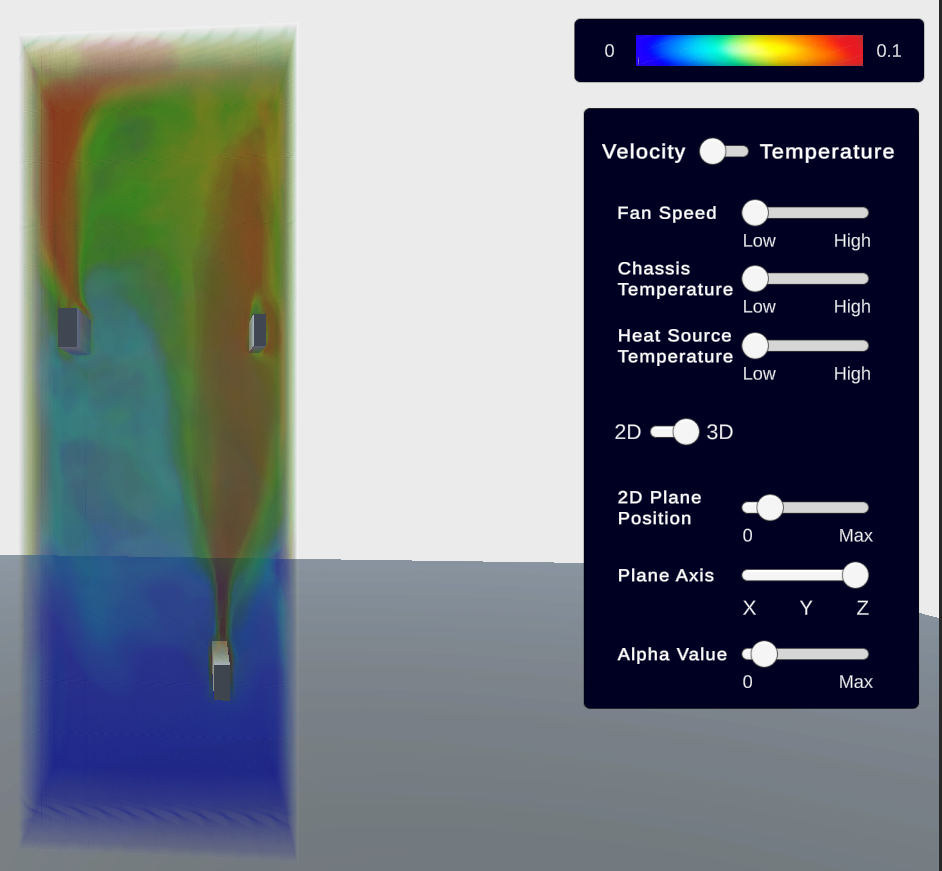 0 0.1
Velocity Temperature
Fan Speed
Low High
Chassis
Temperature
Low High
Heat Source
Temperature
Low High
2D 3D
2D Plane
Position
0 Max
Plane Axis
X Y Z
Alpha Value
0 Max